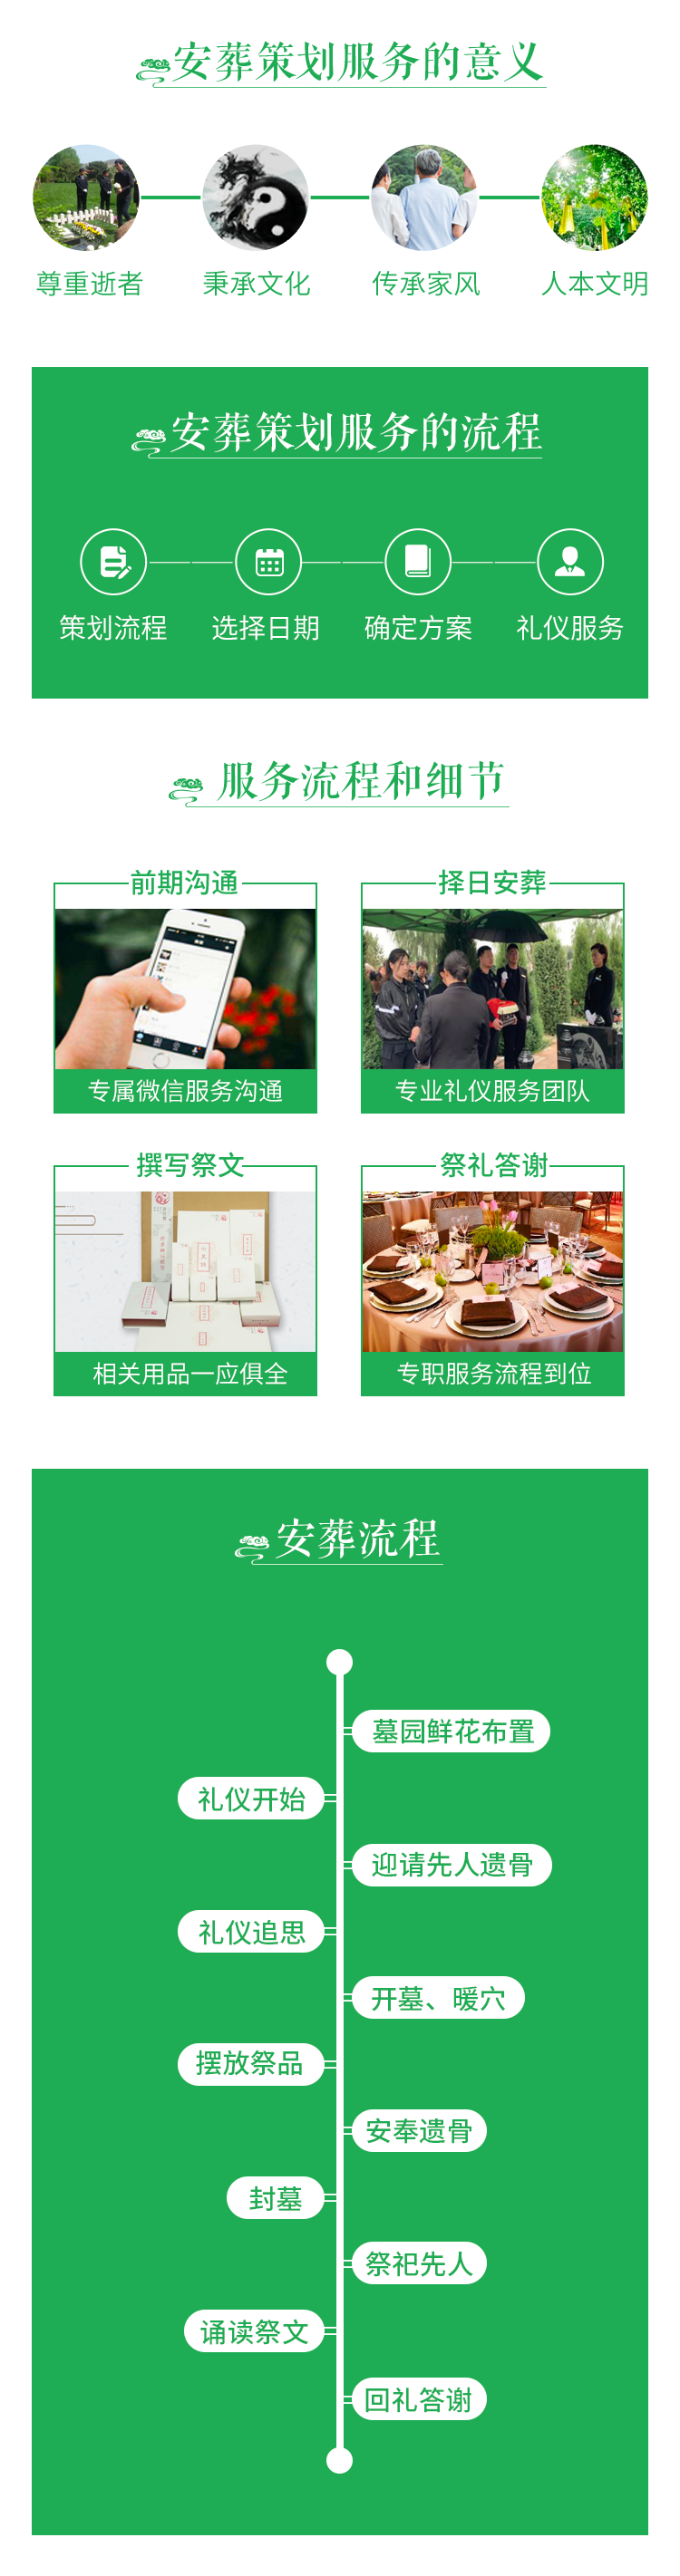 安葬策划服务的意义
尊重逝者
秉承文化
传承家风
人本文明
安葬策划服务的流程
策划流程
选择日期
确定方案
礼仪服务
服务流程和细节
前期沟通
择日安葬
专属微信服务沟通
专业礼仪服务团队
撰写祭文
祭礼答谢
相关用品一应俱全
专职服务流程到位
安葬流程
墓园鲜花布置
礼仪开始
迎请先人遗骨
礼仪追思
开墓、暖穴
摆放祭品
安奉遗骨
封墓
祭祀先人
诵读祭文
回礼答谢